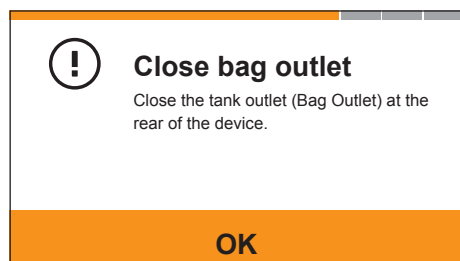 Close bag outlet
Close the tank outlet (Bag Outlet) at the
rear of the device.
OK